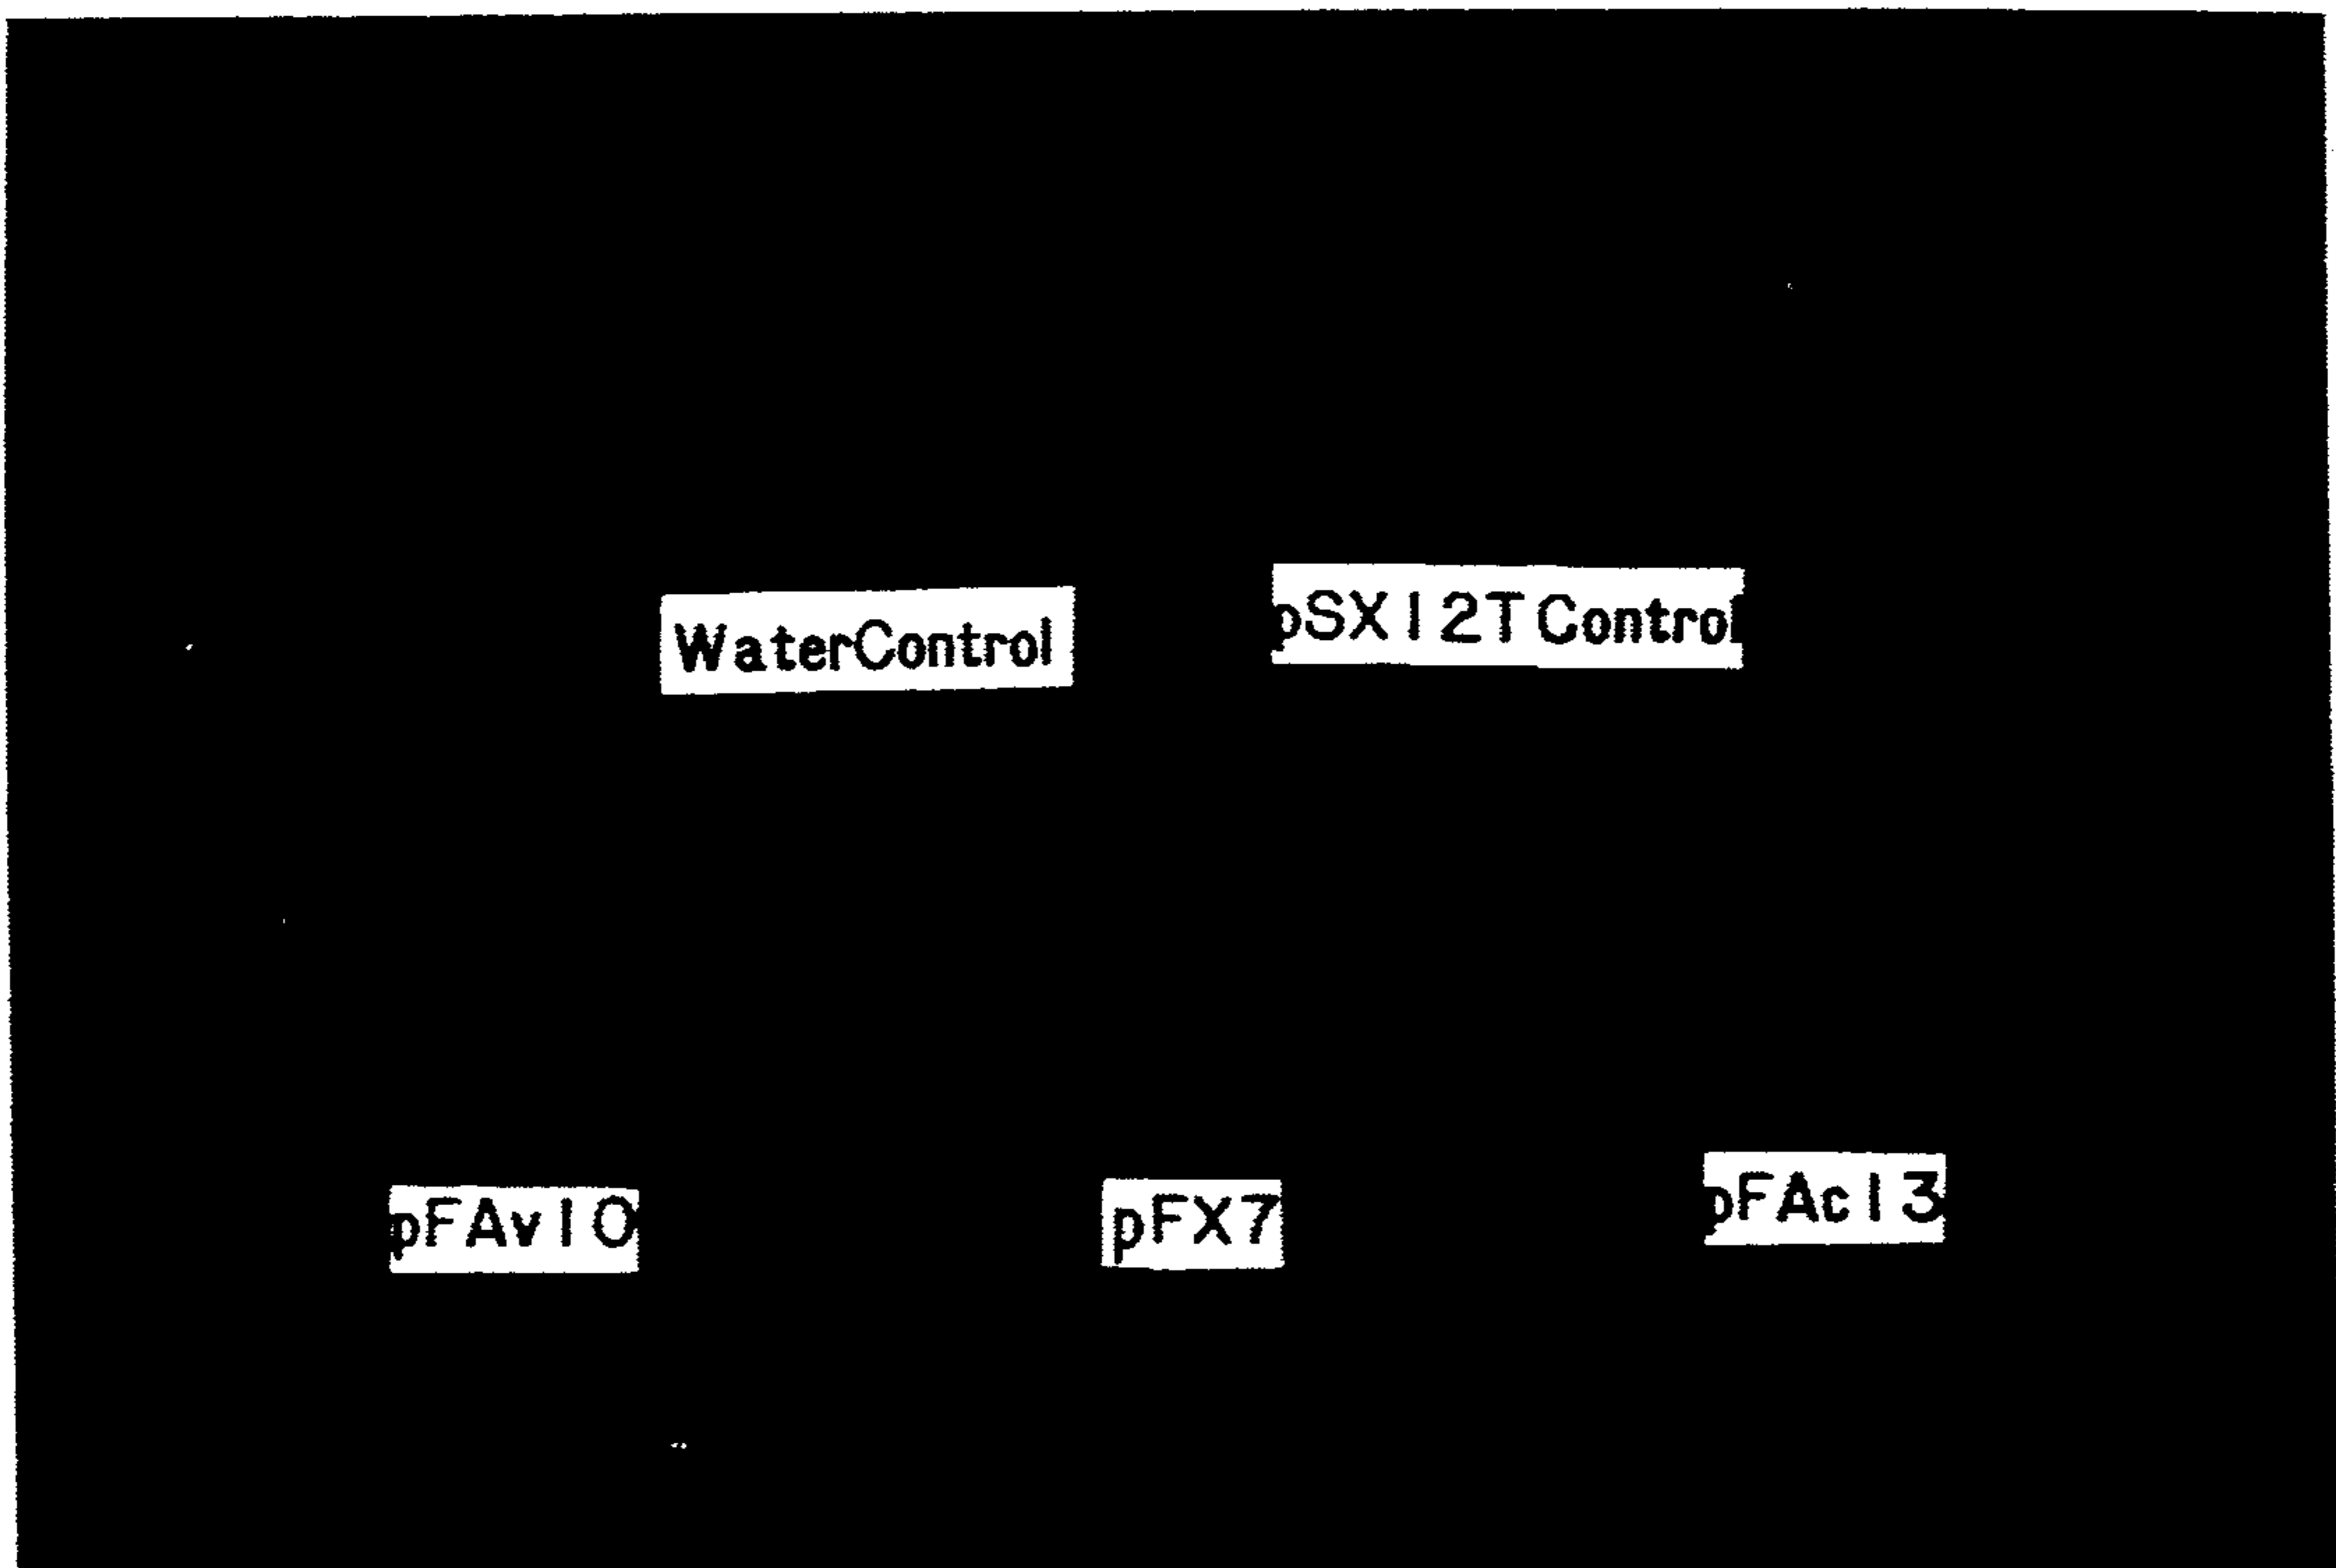 WaterControl
pSX12TControl
pFAv10
pFX7
pFAc13